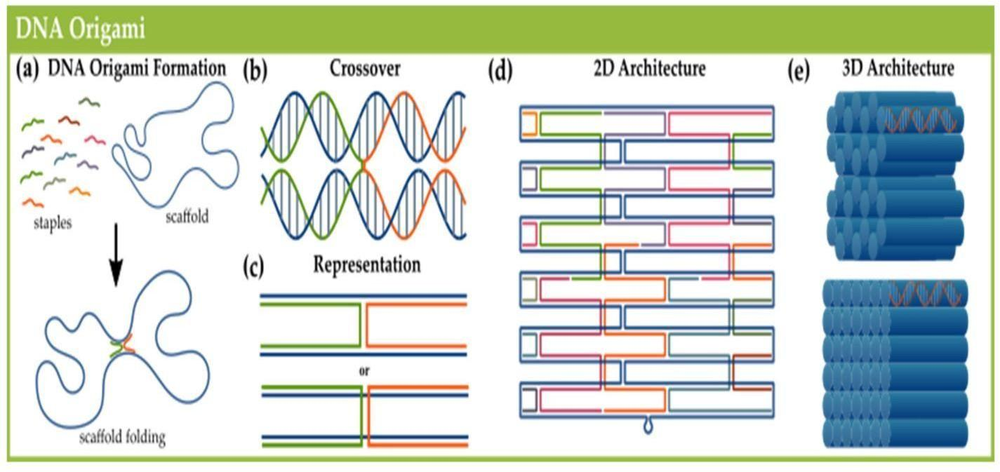 DNA Origami
(a) DNA Origami Formation
staples
scaffold
scaffold folding
(b) Crossover
(c) Representation
or
(d) 2D Architecture
(e) 3D Architecture